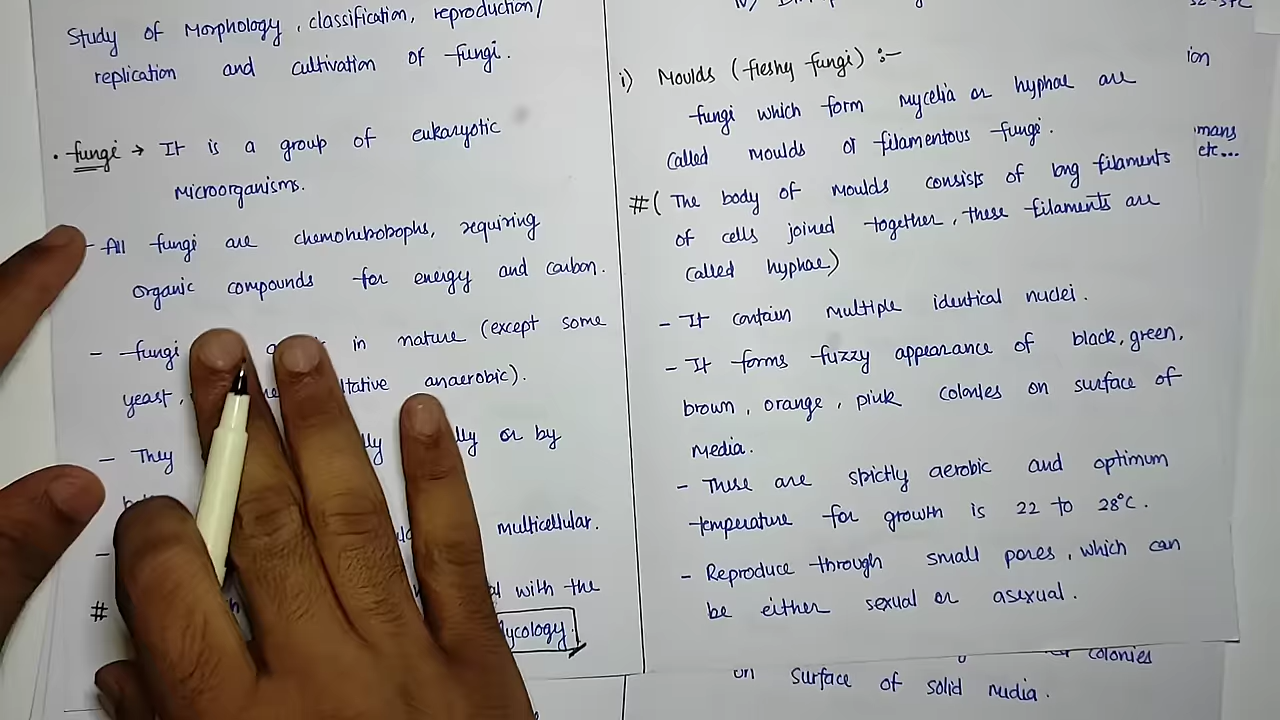 Study of Morphology, classification, reproduction/
replication and cultivation of fungi.
• fungi → It is a group of eukaryotic
Microorganisms.
- All fungi are chemoheterotrophs, requiring
organic compounds for energy and carbon.
- fungi in nature (except some
yeast, anaerobic).
- They or by
multicellular.
# with the
Mycology.
i) Moulds (fleshy fungi) :-
fungi which form mycelia or hyphae are
called moulds or filamentous fungi.
#( The body of moulds consists of long filaments
of cells joined together, these filaments are
called hyphae)
- It contain multiple identical nuclei.
- It forms fuzzy appearance of black, green,
brown, orange, pink colonies on surface of
media.
- These are strictly aerobic and optimum
temperature for growth is 22 to 28°C.
- Reproduce through small pores, which can
be either sexual or asexual.
ion
mans
etc...
colonies
on surface of solid media.